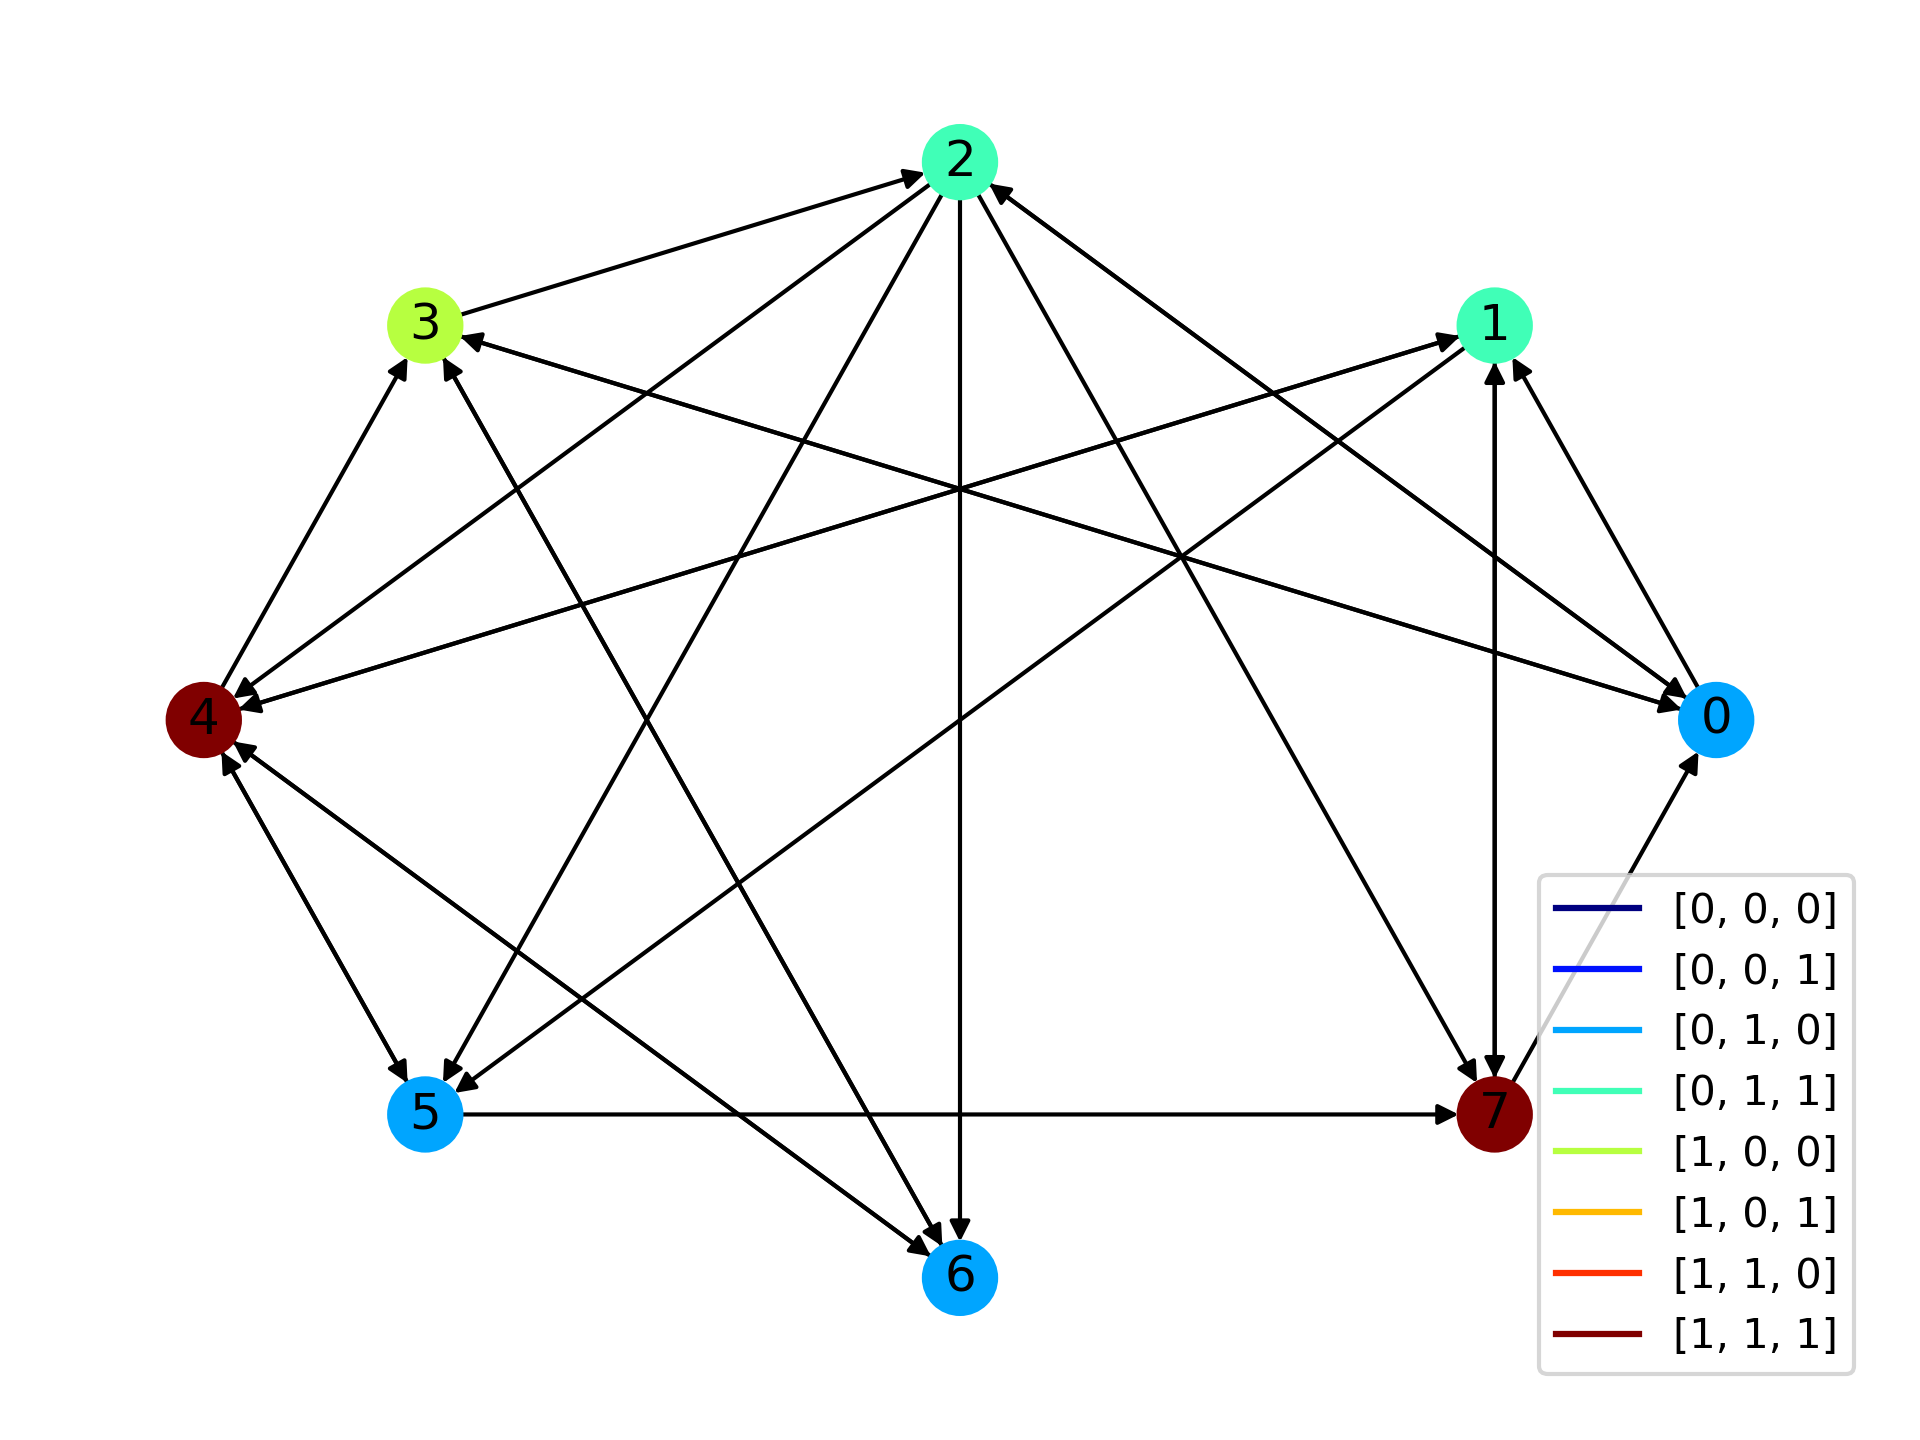 2
3
1
4
0
5
7
6
[0, 0, 0]
[0, 0, 1]
[0, 1, 0]
[0, 1, 1]
[1, 0, 0]
[1, 0, 1]
[1, 1, 0]
[1, 1, 1]